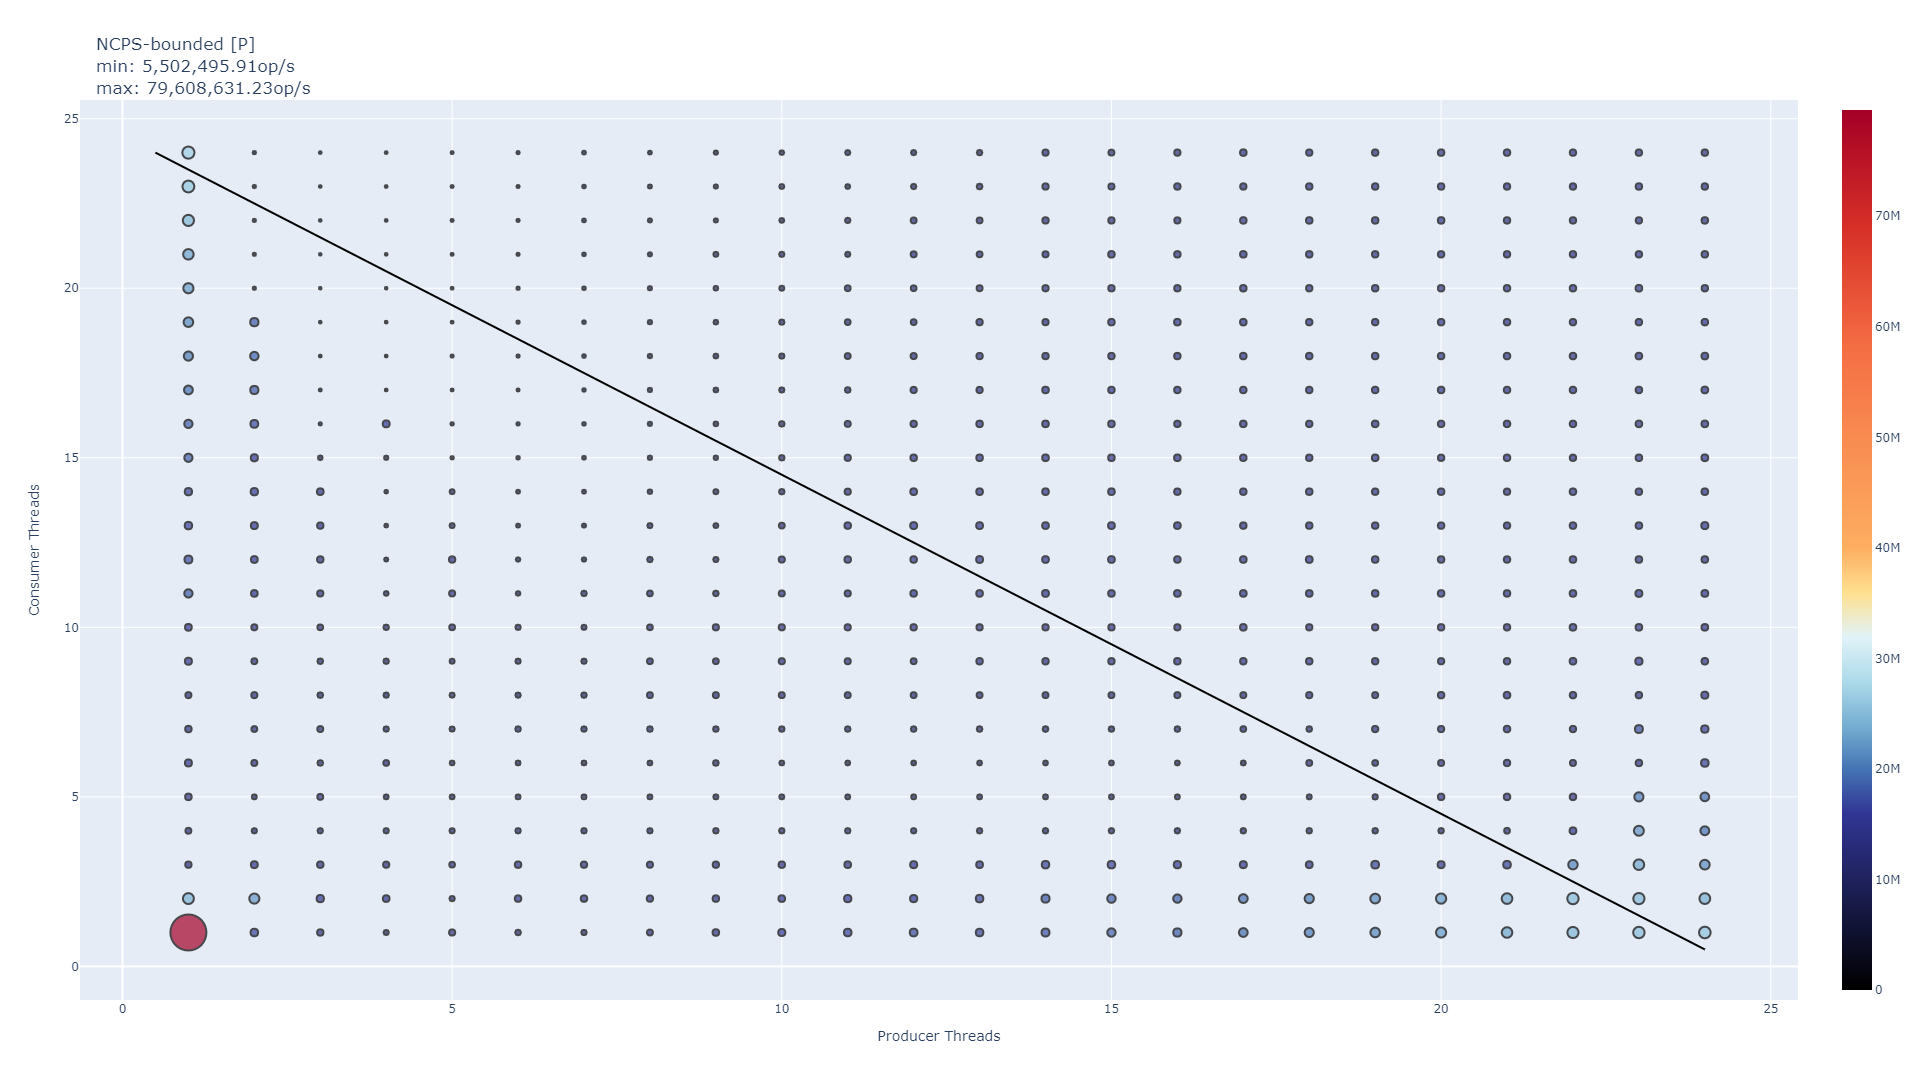 NCPS-bounded [P]
min: 5,502,495.91op/s
max: 79,608,631.23op/s
25
20
15
10
5
0
Consumer Threads
0
5
10
15
20
25
Producer Threads
70M
60M
50M
40M
30M
20M
10M
0